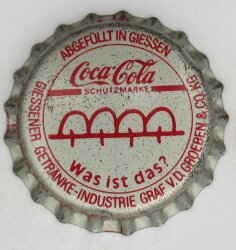 ABGEFÜLLT IN GIESSEN
Coca-Cola
SCHUTZMARKE
Was ist das?
GIESSENER GETRÄNKE-INDUSTRIE GRAF V.D. GROEBEN & CO. KG